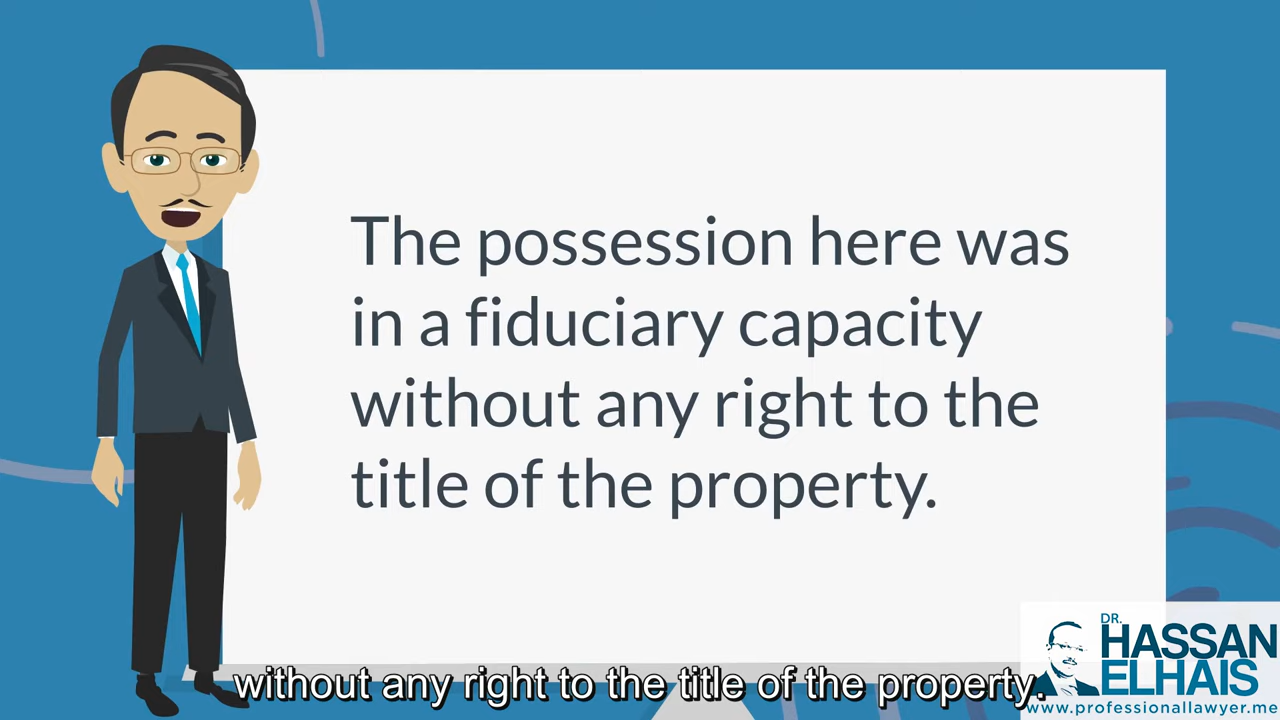 The possession here was
in a fiduciary capacity
without any right to the
title of the property.
without any right to the title of the property.
DR.
HASSAN
ELHAIS
www.professionallawyer.me